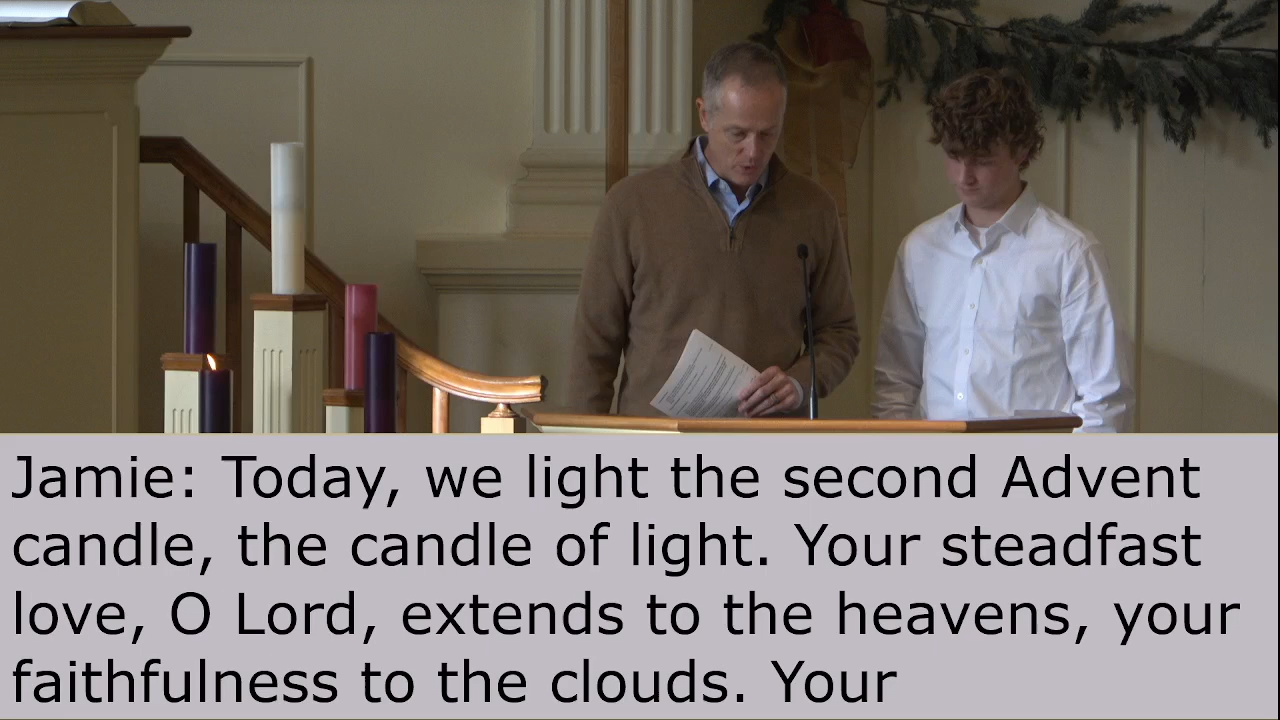 Jamie: Today, we light the second Advent
candle, the candle of light. Your steadfast
love, O Lord, extends to the heavens, your
faithfulness to the clouds. Your